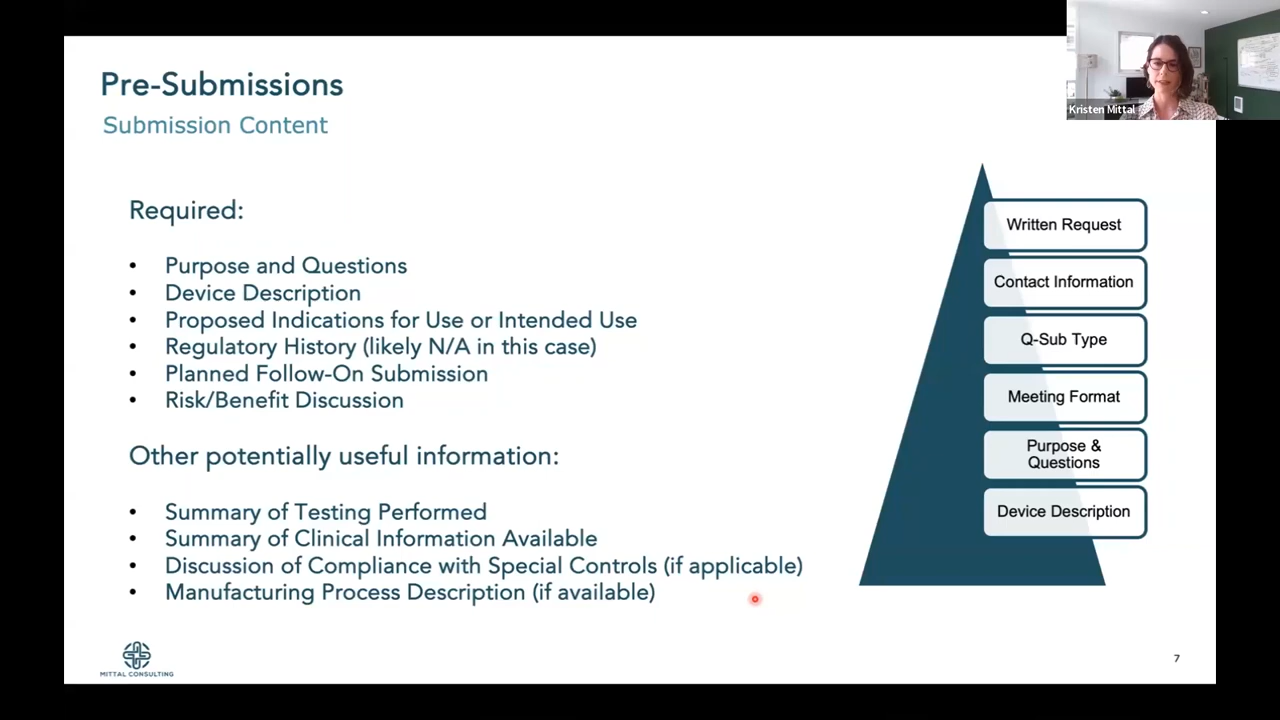 Pre-Submissions
Submission Content
Required:
• Purpose and Questions
• Device Description
• Proposed Indications for Use or Intended Use
• Regulatory History (likely N/A in this case)
• Planned Follow-On Submission
• Risk/Benefit Discussion
Other potentially useful information:
• Summary of Testing Performed
• Summary of Clinical Information Available
• Discussion of Compliance with Special Controls (if applicable)
• Manufacturing Process Description (if available)
Written Request
Contact Information
Q-Sub Type
Meeting Format
Purpose &
Questions
Device Description
Kristen Mittal
MITTAL CONSULTING
7